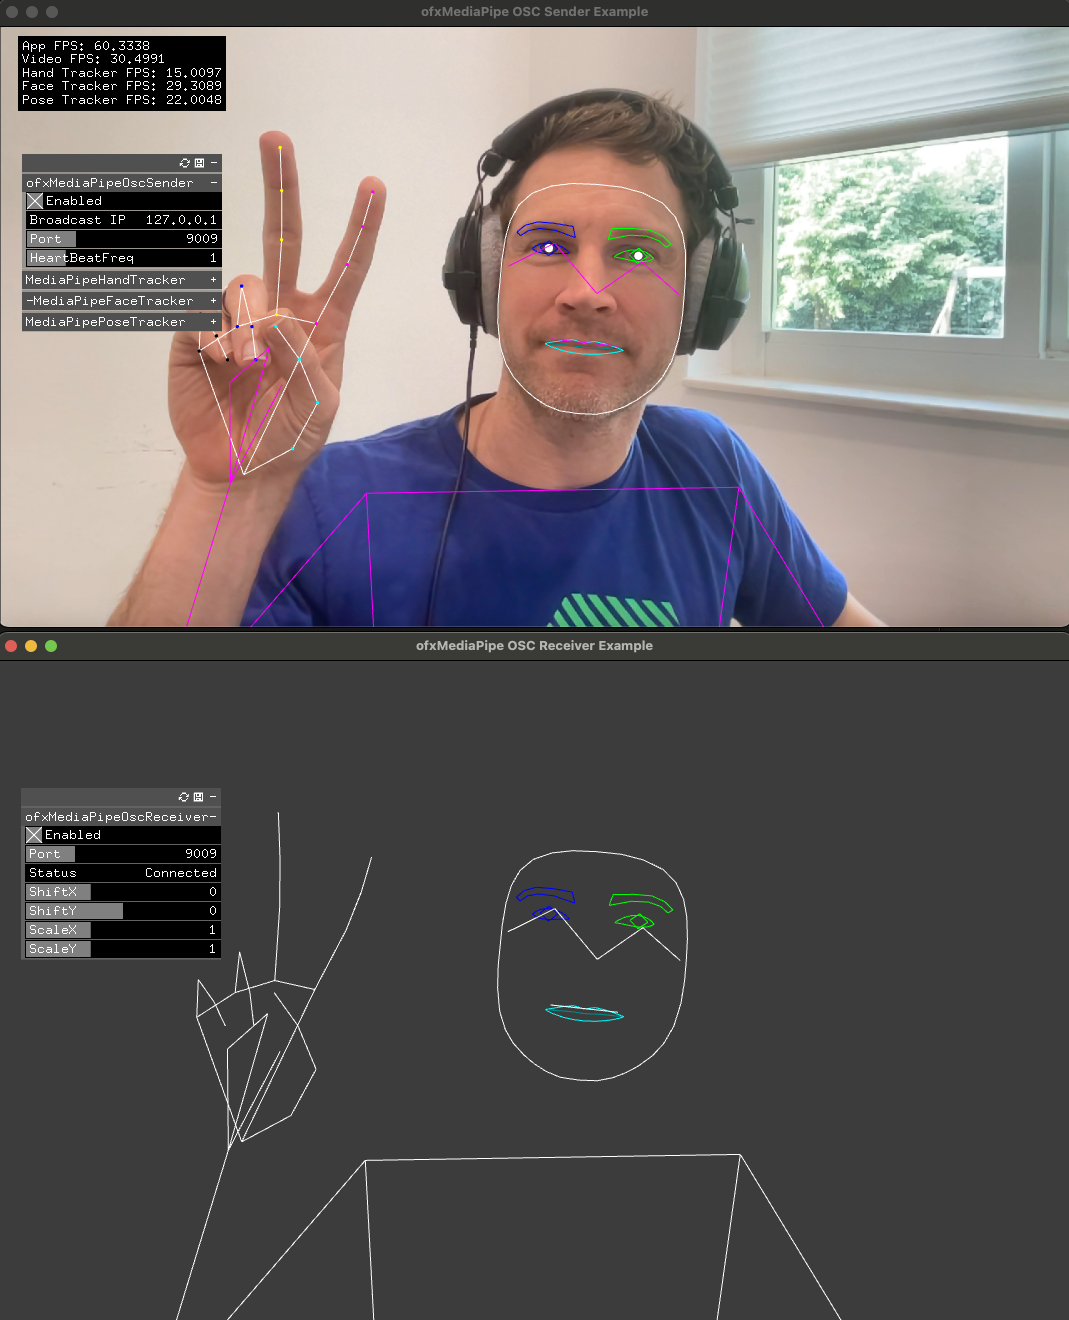 ofxMediaPipe OSC Sender Example
App FPS: 60.3338
Video FPS: 30.4991
Hand Tracker FPS: 15.0097
Face Tracker FPS: 29.3089
Pose Tracker FPS: 22.0048
ofxMediaPipeOscSender -
Enabled
Broadcast IP 127.0.0.1
Port 9009
HeartBeatFreq 1
MediaPipeHandTracker +
-MediaPipeFaceTracker +
MediaPipePoseTracker +
ofxMediaPipe OSC Receiver Example
ofxMediaPipeOscReceiver-
Enabled
Port 9009
Status Connected
ShiftX 0
ShiftY 0
ScaleX 1
ScaleY 1